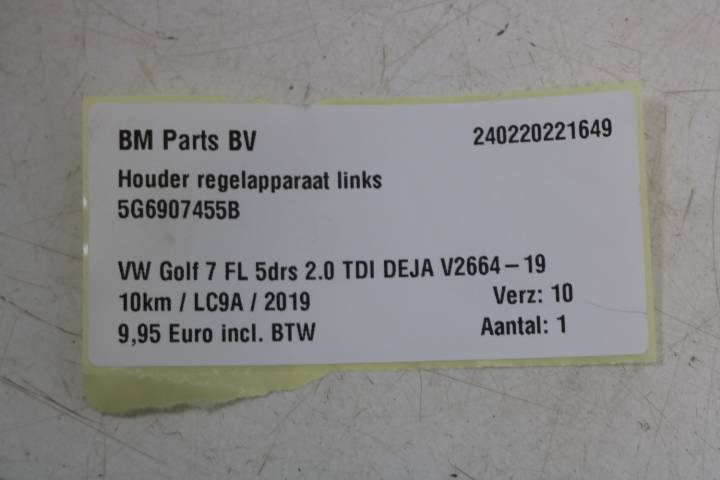 BM Parts BV 240220221649
Houder regelapparaat links
5G6907455B
VW Golf 7 FL 5drs 2.0 TDI DEJA V2664-19
10km / LC9A / 2019 Verz: 10
9,95 Euro incl. BTW Aantal: 1